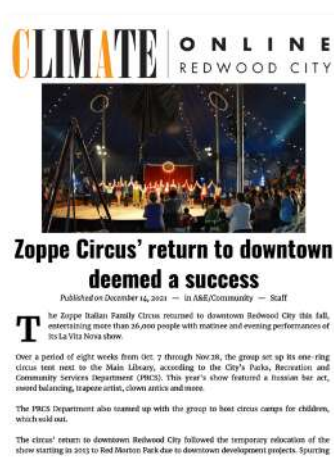 CLIMATE ONLINE
REDWOOD CITY
Zoppe Circus' return to downtown
deemed a success
Published on December 14, 2021 — in A&E/Community — Staff
The Zoppe Italian Family Circus returned to downtown Redwood City this fall,
entertaining more than 26,000 people with matinee and evening performances of
its La Vita Nova show.
Over a period of eight weeks from Oct. 7 through Nov 28, the group set up its one-ring
circus tent next to the Main Library, according to the City's Parks, Recreation and
Community Services Department (PRCS). This year's show featured a Russian bar act,
sword balancing, trapeze artist, clown antics and more.
The PRCS Department also teamed up with the group to host circus camps for children,
which sold out.
The circus' return to downtown Redwood City followed the temporary relocation of the
show starting in 2013 to Red Morton Park due to downtown development projects. Spurring